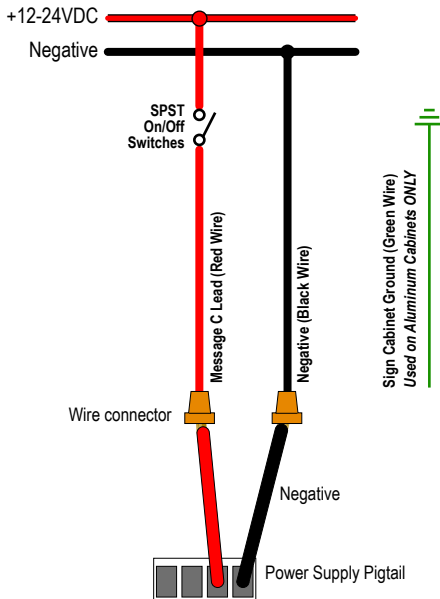 +12-24VDC
Negative
SPST
On/Off
Switches
Message C Lead (Red Wire)
Negative (Black Wire)
Sign Cabinet Ground (Green Wire)
Used on Aluminum Cabinets ONLY
Wire connector
Negative
Power Supply Pigtail